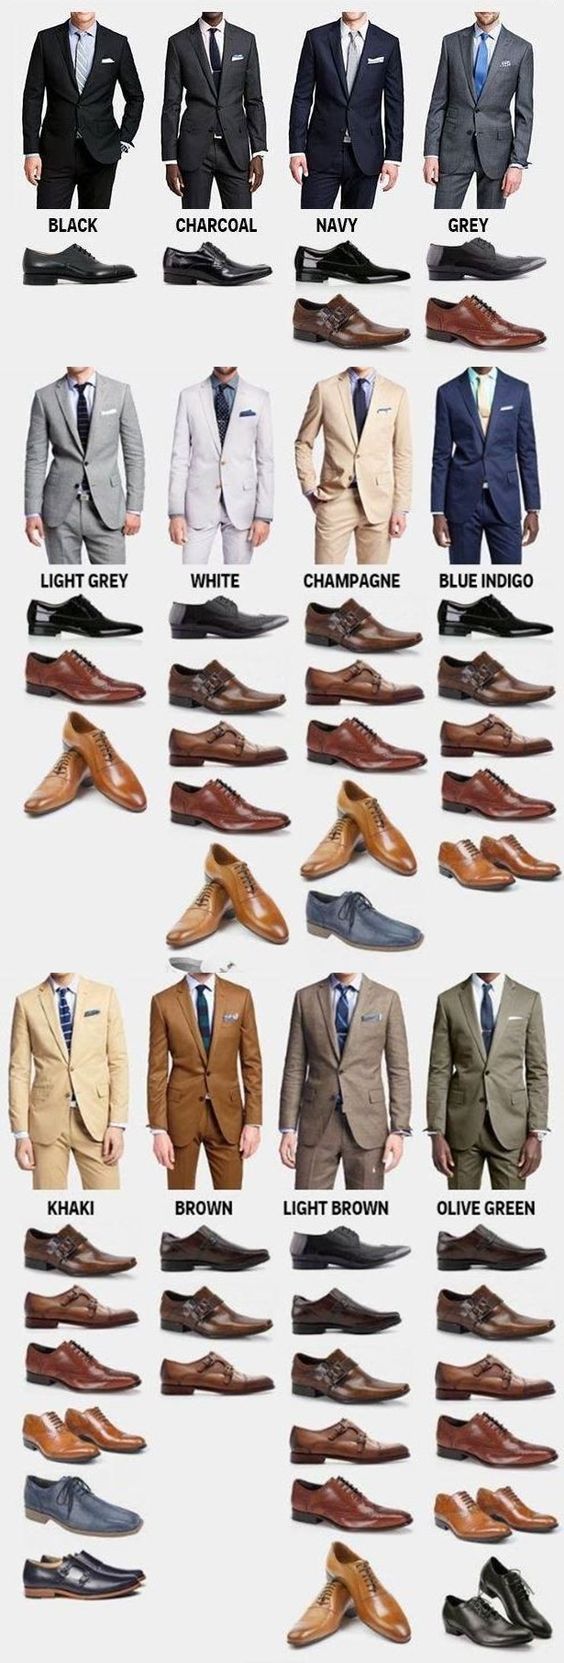 BLACK
CHARCOAL
NAVY
GREY
LIGHT GREY
WHITE
CHAMPAGNE
BLUE INDIGO
KHAKI
BROWN
LIGHT BROWN
OLIVE GREEN